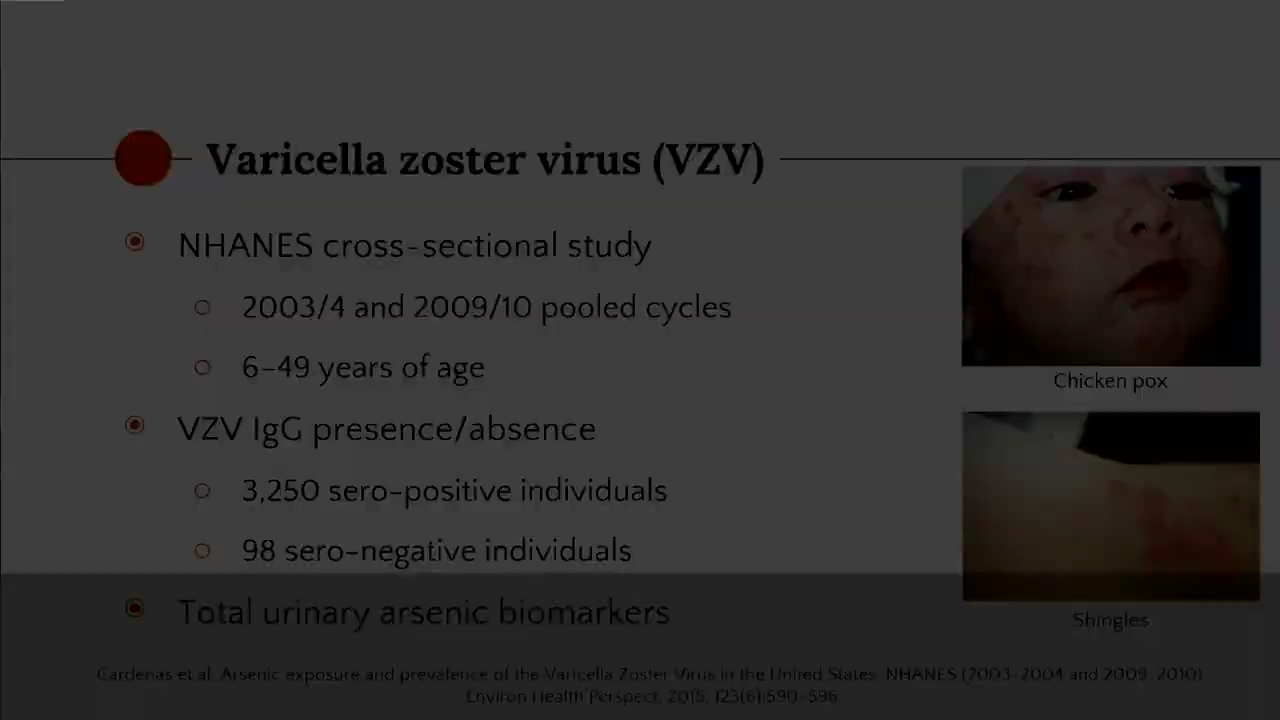 Varicella zoster virus (VZV)
NHANES cross-sectional study
2003/4 and 2009/10 pooled cycles
6–49 years of age
VZV IgG presence/absence
3,250 sero-positive individuals
98 sero-negative individuals
Total urinary arsenic biomarkers
Chicken pox
Shingles
Cardenas et al. Arsenic exposure and prevalence of the Varicella Zoster Virus in the United States: NHANES (2003-2004 and 2009-2010)
Environ Health Perspect, 2015, 123(6):590-596